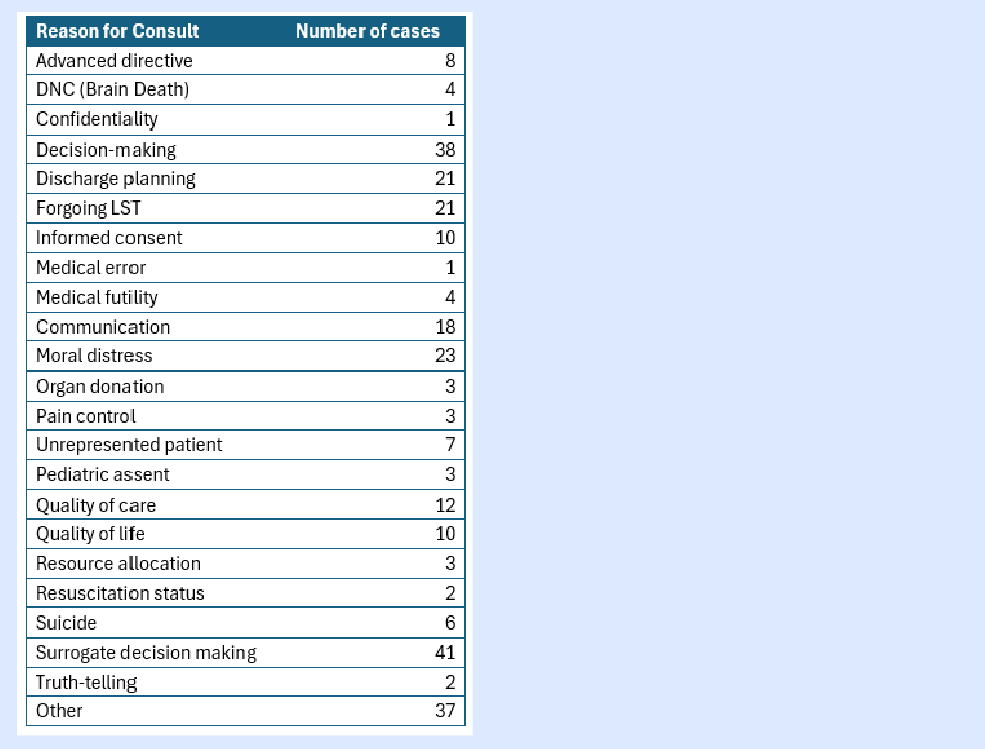 Reason for Consult Number of cases
Advanced directive 8
DNC (Brain Death) 4
Confidentiality 1
Decision-making 38
Discharge planning 21
Forgoing LST 21
Informed consent 10
Medical error 1
Medical futility 4
Communication 18
Moral distress 23
Organ donation 3
Pain control 3
Unrepresented patient 7
Pediatric assent 3
Quality of care 12
Quality of life 10
Resource allocation 3
Resuscitation status 2
Suicide 6
Surrogate decision making 41
Truth-telling 2
Other 37